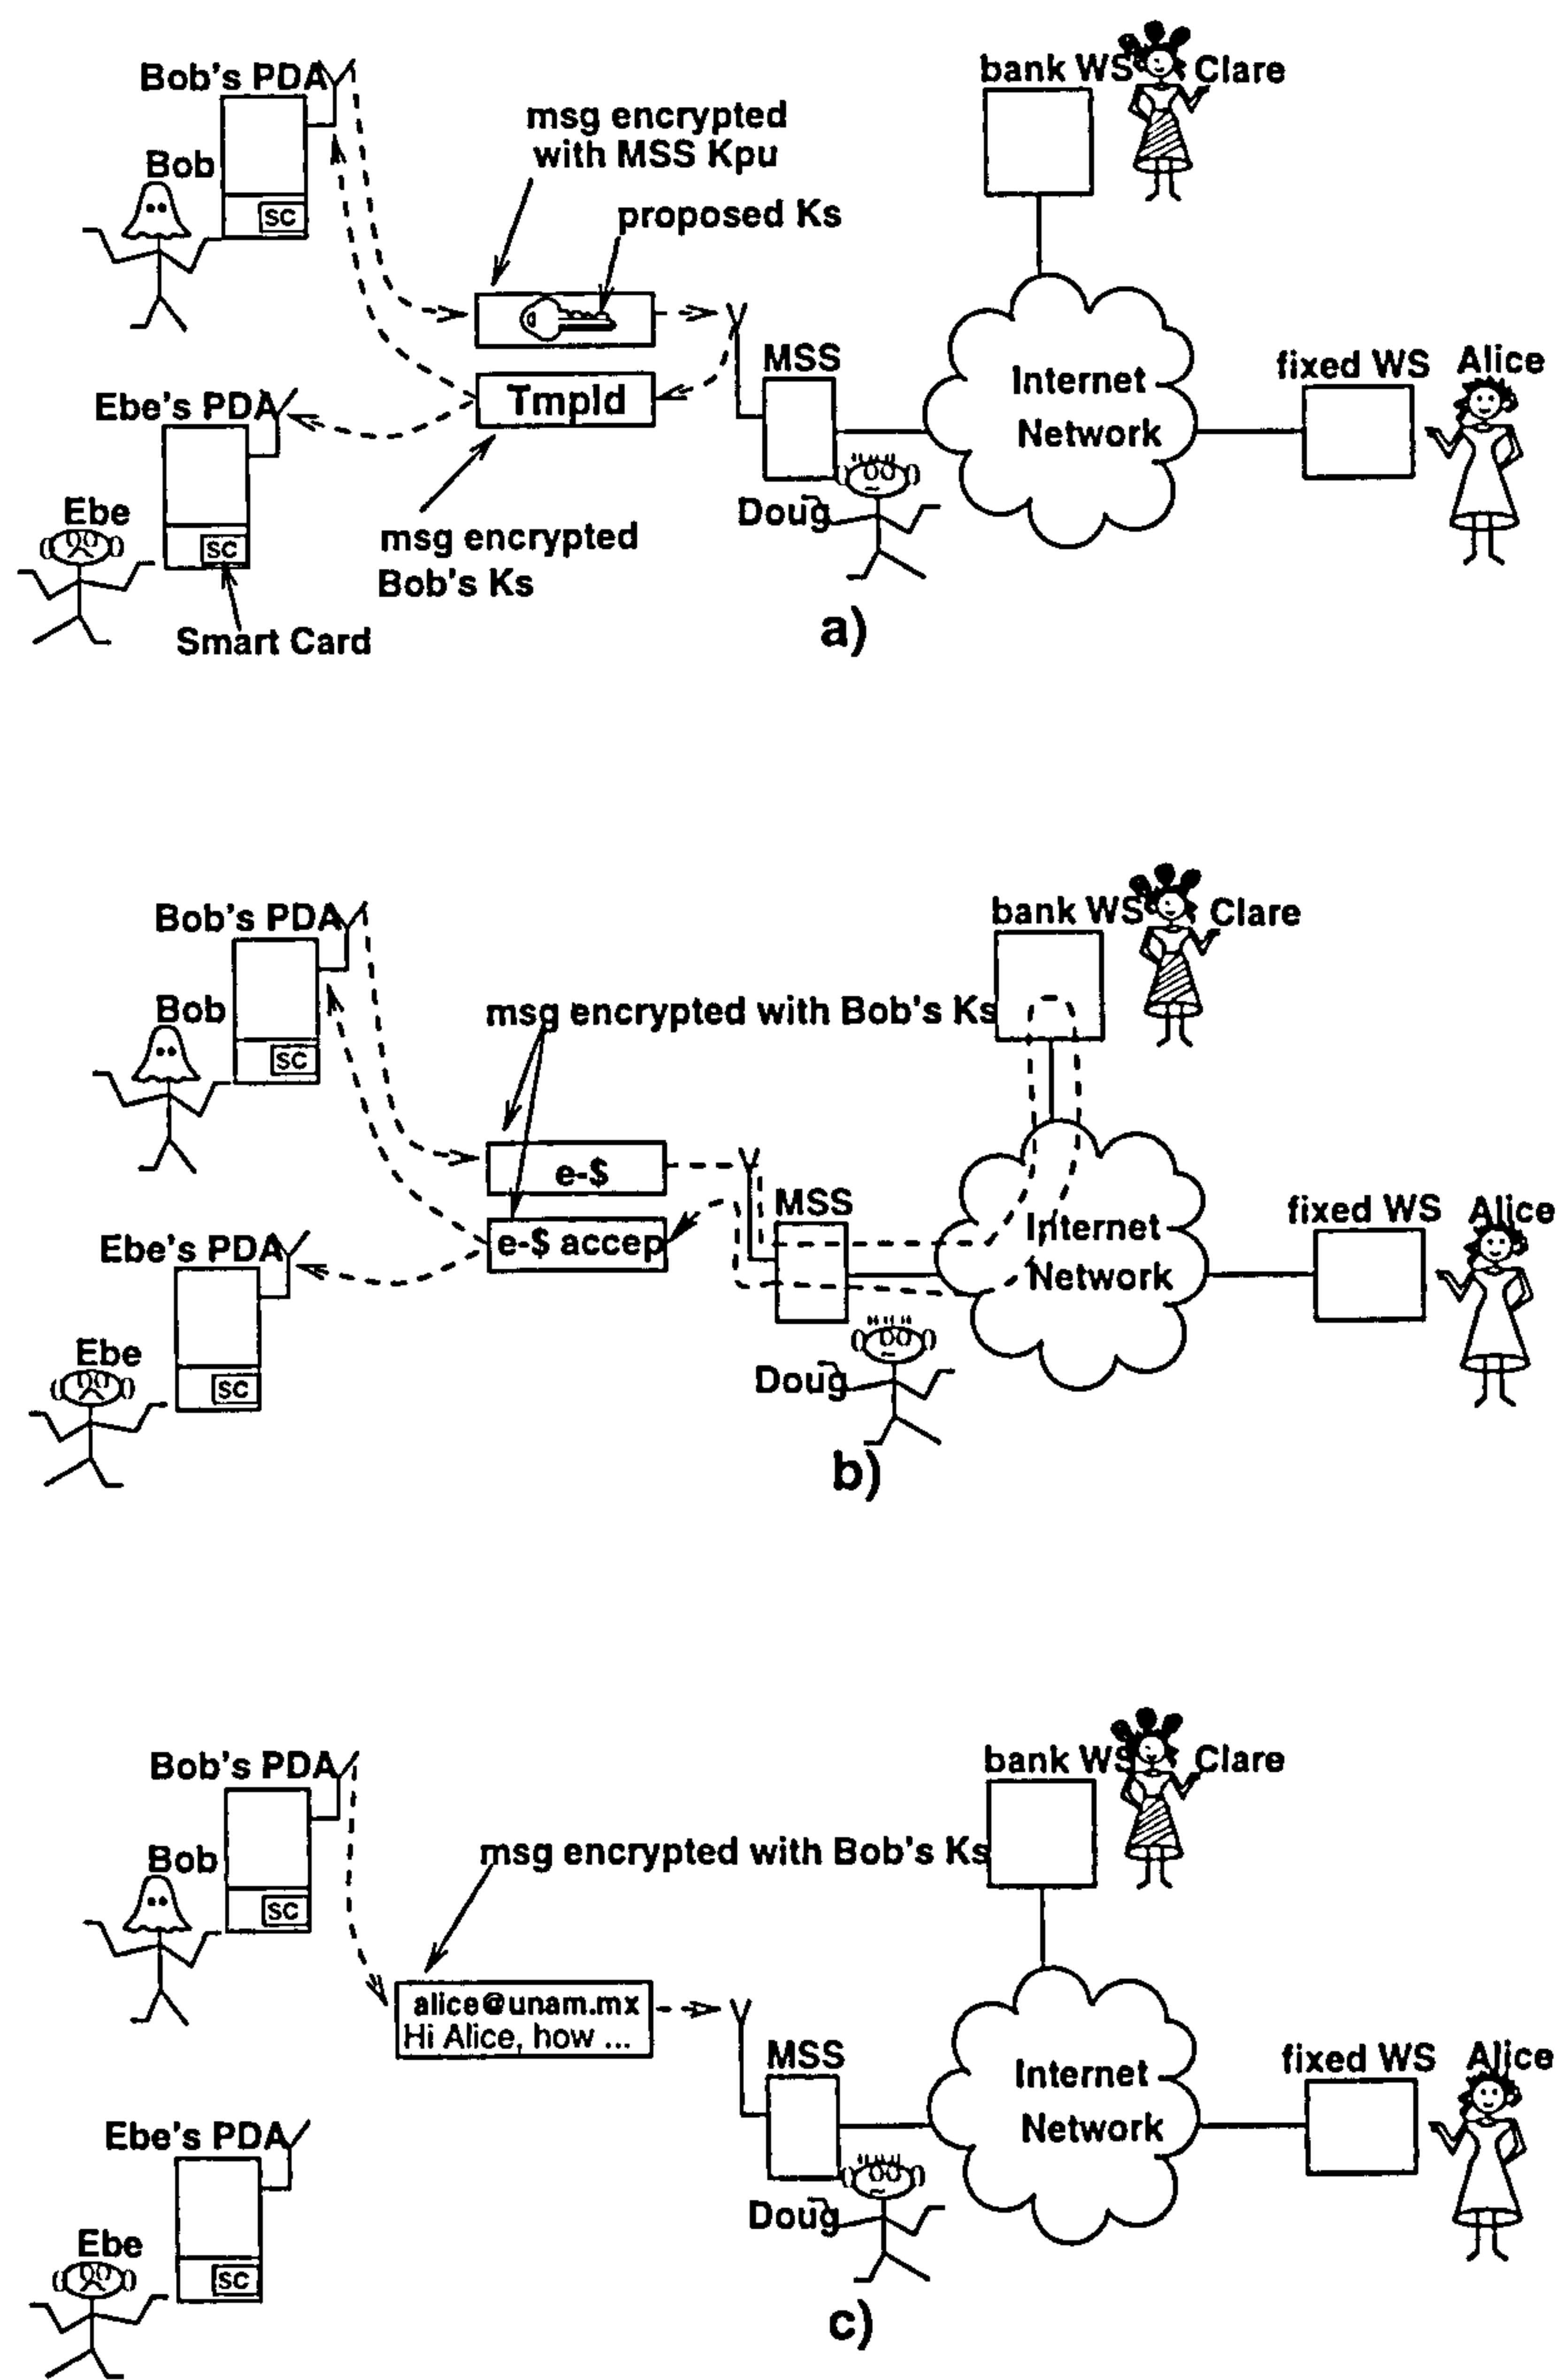 Bob's PDA
bank WS
Clare
msg encrypted
with MSS Kpu
Bob
SC
proposed Ks
MSS
Internet
Network
fixed WS
Alice
TmpId
Ebe's PDA
Doug
Ebe
SC
msg encrypted
Bob's Ks
Smart Card
a)
Bob's PDA
bank WS
Clare
Bob
msg encrypted with Bob's Ks
SC
e-$
MSS
Internet
Network
fixed WS
Alice
Ebe's PDA
e-$ accep
Ebe
SC
Doug
b)
Bob's PDA
bank WS
Clare
Bob
msg encrypted with Bob's Ks
SC
alice@unam.mx
Hi Alice, how ...
MSS
Internet
Network
fixed WS
Alice
Ebe's PDA
Doug
Ebe
SC
c)